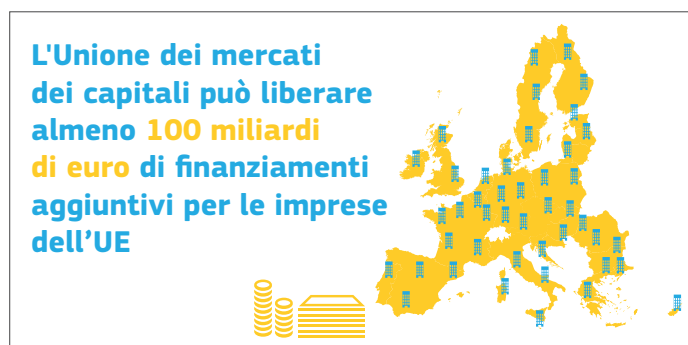 L'Unione dei mercati
dei capitali può liberare
almeno 100 miliardi
di euro di finanziamenti
aggiuntivi per le imprese
dell’UE